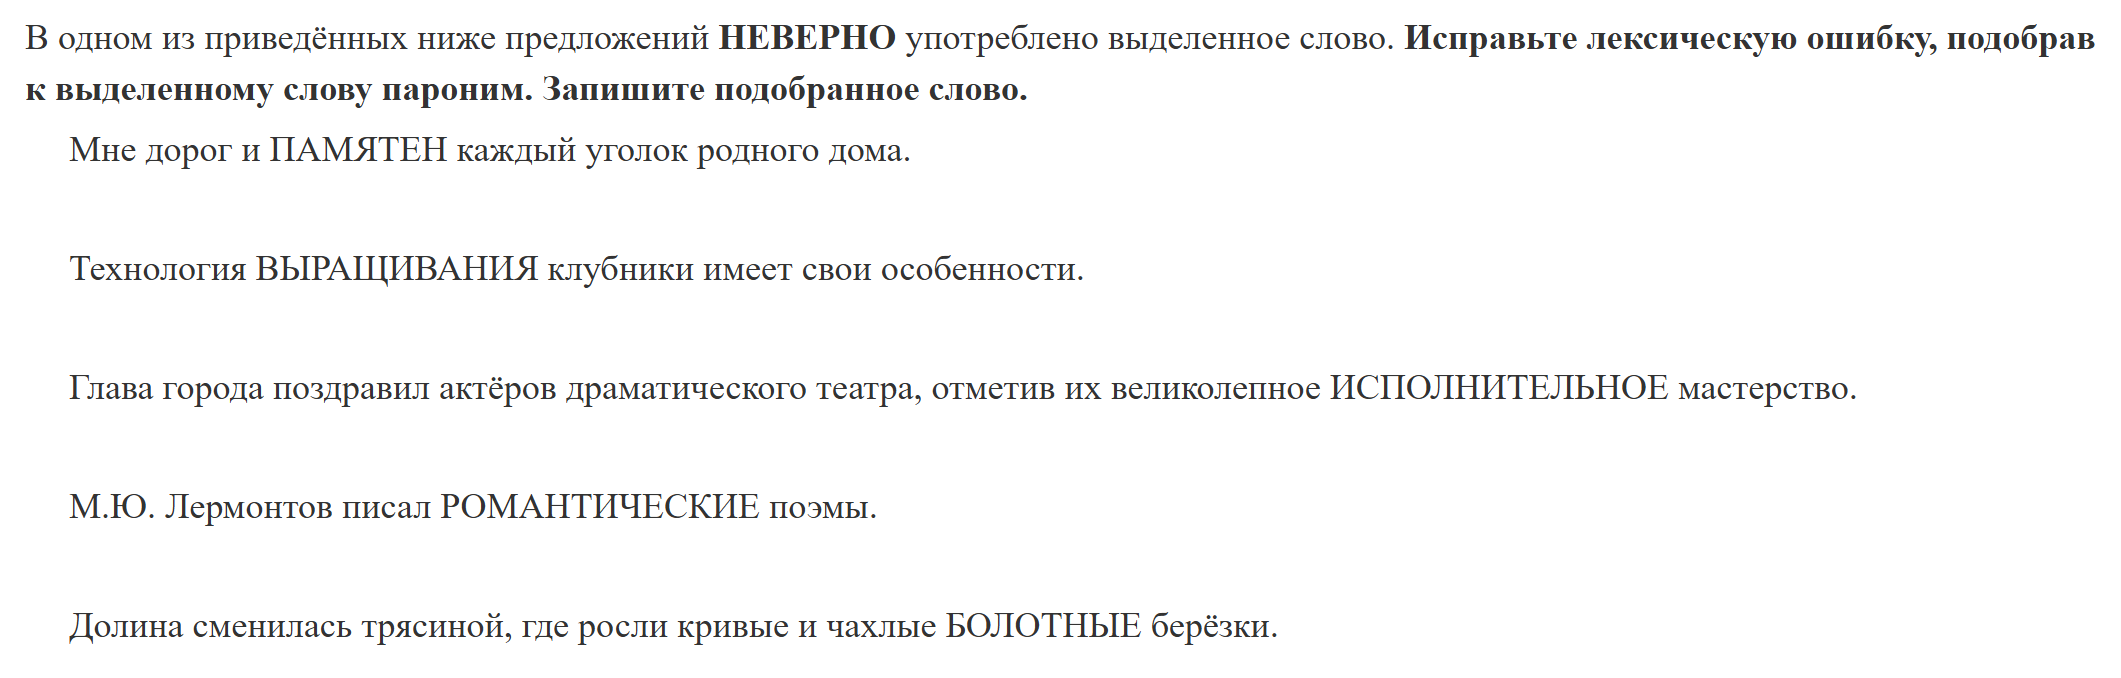 В одном из приведённых ниже предложений НЕВЕРНО употреблено выделенное слово. Исправьте лексическую ошибку, подобрав
к выделенному слову пароним. Запишите подобранное слово.
Мне дорог и ПАМЯТЕН каждый уголок родного дома.
Технология ВЫРАЩИВАНИЯ клубники имеет свои особенности.
Глава города поздравил актёров драматического театра, отметив их великолепное ИСПОЛНИТЕЛЬНОЕ мастерство.
М.Ю. Лермонтов писал РОМАНТИЧЕСКИЕ поэмы.
Долина сменилась трясиной, где росли кривые и чахлые БОЛОТНЫЕ берёзки.